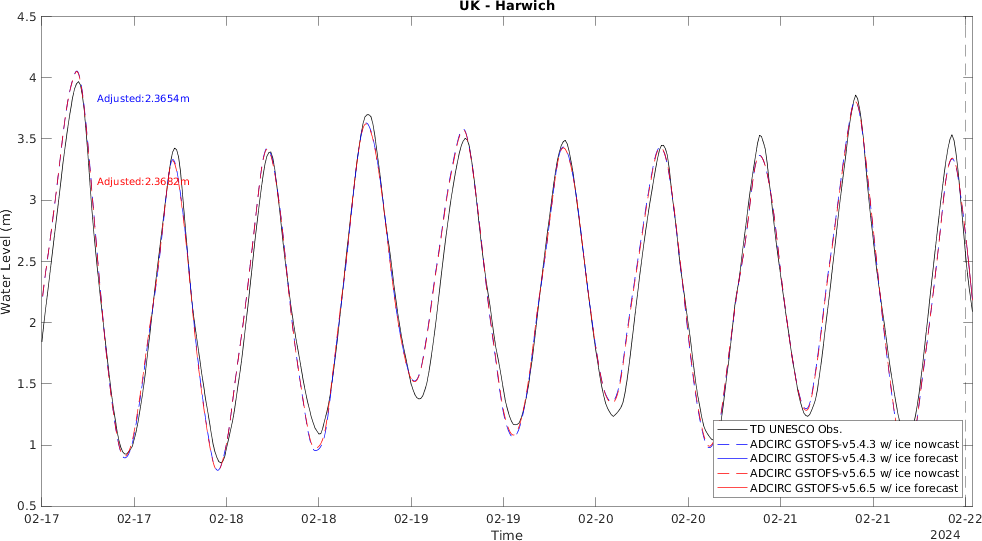 UK - Harwich
4.5
4
3.5
3
2.5
2
1.5
1
0.5
Water Level (m)
Adjusted:2.3654m
Adjusted:2.3682m
TD UNESCO Obs.
ADCIRC GSTOFS-v5.4.3 w/ ice nowcast
ADCIRC GSTOFS-v5.4.3 w/ ice forecast
ADCIRC GSTOFS-v5.6.5 w/ ice nowcast
ADCIRC GSTOFS-v5.6.5 w/ ice forecast
02-17 02-17 02-18 02-18 02-19 02-19 02-20 02-20 02-21 02-21 02-22
Time
2024